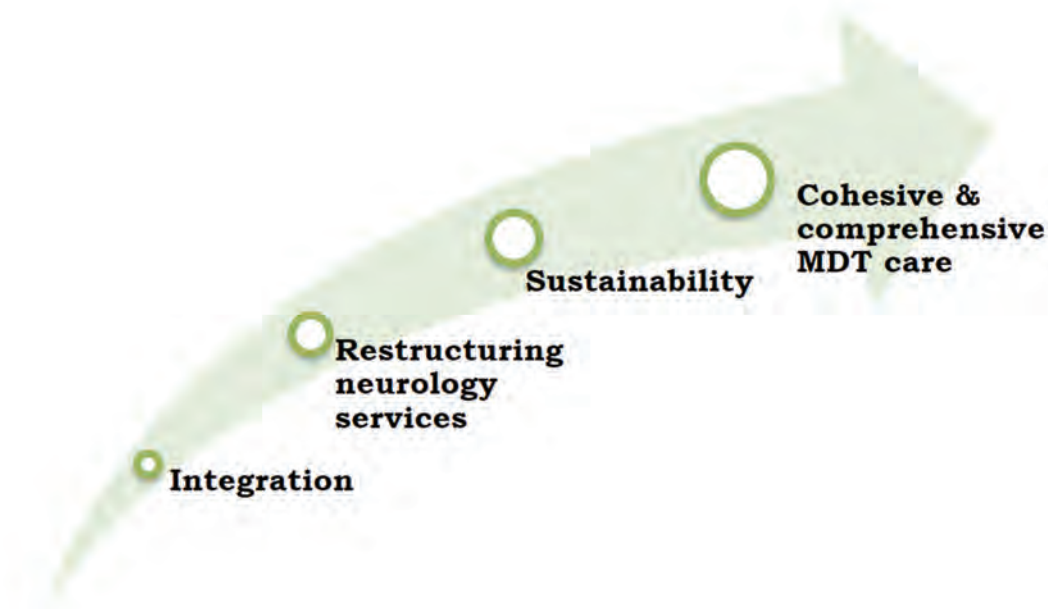 Cohesive &
comprehensive
MDT care
Sustainability
Restructuring
neurology
services
Integration